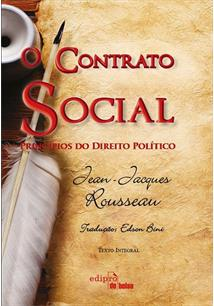 O CONTRATO
SOCIAL
PRINCÍPIOS DO DIREITO POLÍTICO
Jean-Jacques
Rousseau
Tradução: Edson Bini
TEXTO INTEGRAL
edipro
de bolso